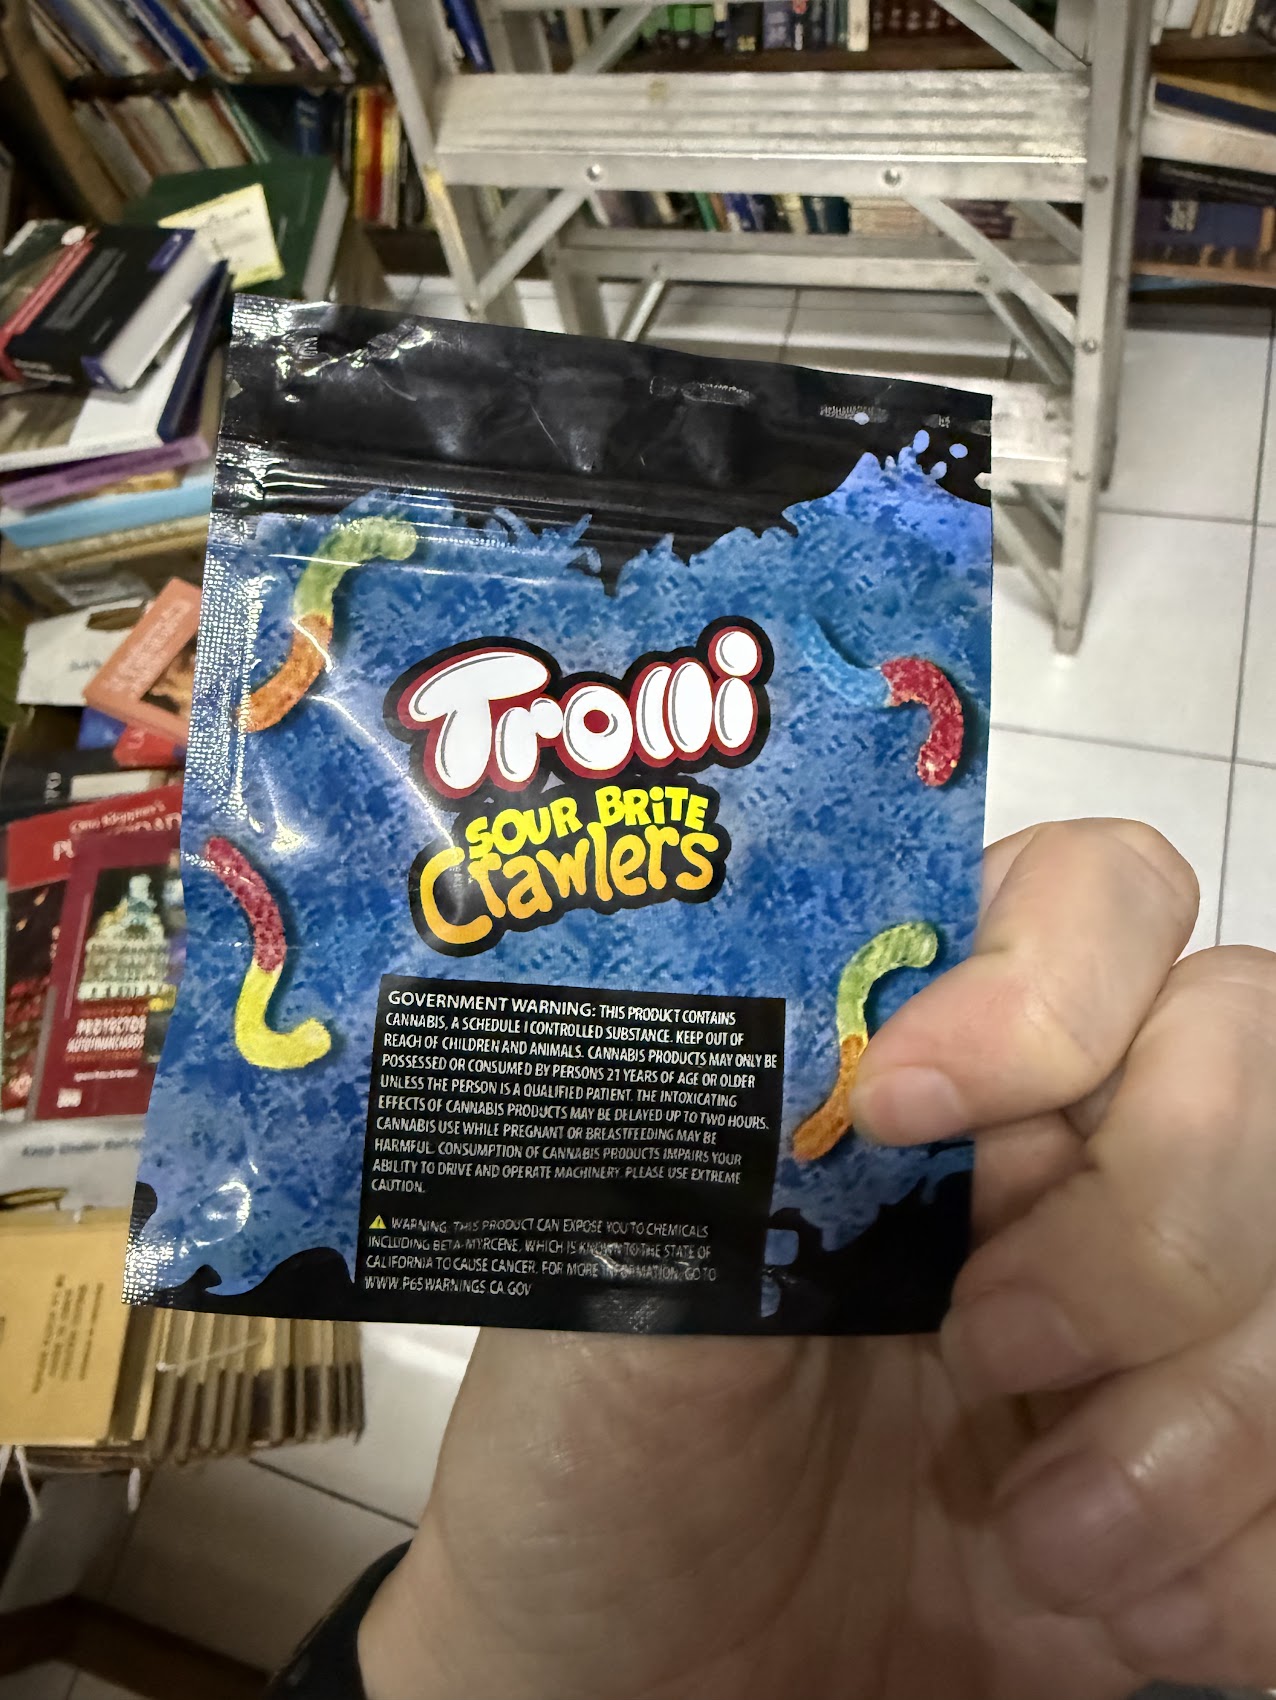 Trolli
SOUR BRiTE
Crawlers
GOVERNMENT WARNING: THIS PRODUCT CONTAINS
CANNABIS, A SCHEDULE I CONTROLLED SUBSTANCE. KEEP OUT OF
REACH OF CHILDREN AND ANIMALS. CANNABIS PRODUCTS MAY ONLY BE
POSSESSED OR CONSUMED BY PERSONS 21 YEARS OF AGE OR OLDER
UNLESS THE PERSON IS A QUALIFIED PATIENT. THE INTOXICATING
EFFECTS OF CANNABIS PRODUCTS MAY BE DELAYED UP TO TWO HOURS.
CANNABIS USE WHILE PREGNANT OR BREASTFEEDING MAY BE
HARMFUL. CONSUMPTION OF CANNABIS PRODUCTS IMPAIRS YOUR
ABILITY TO DRIVE AND OPERATE MACHINERY. PLEASE USE EXTREME
CAUTION.
WARNING: THIS PRODUCT CAN EXPOSE YOU TO CHEMICALS
INCLUDING BETA-MYRCENE, WHICH IS KNOWN TO THE STATE OF
CALIFORNIA TO CAUSE CANCER. FOR MORE INFORMATION, GO TO
WWW.P65WARNINGS.CA.GOV
PROYECTOS